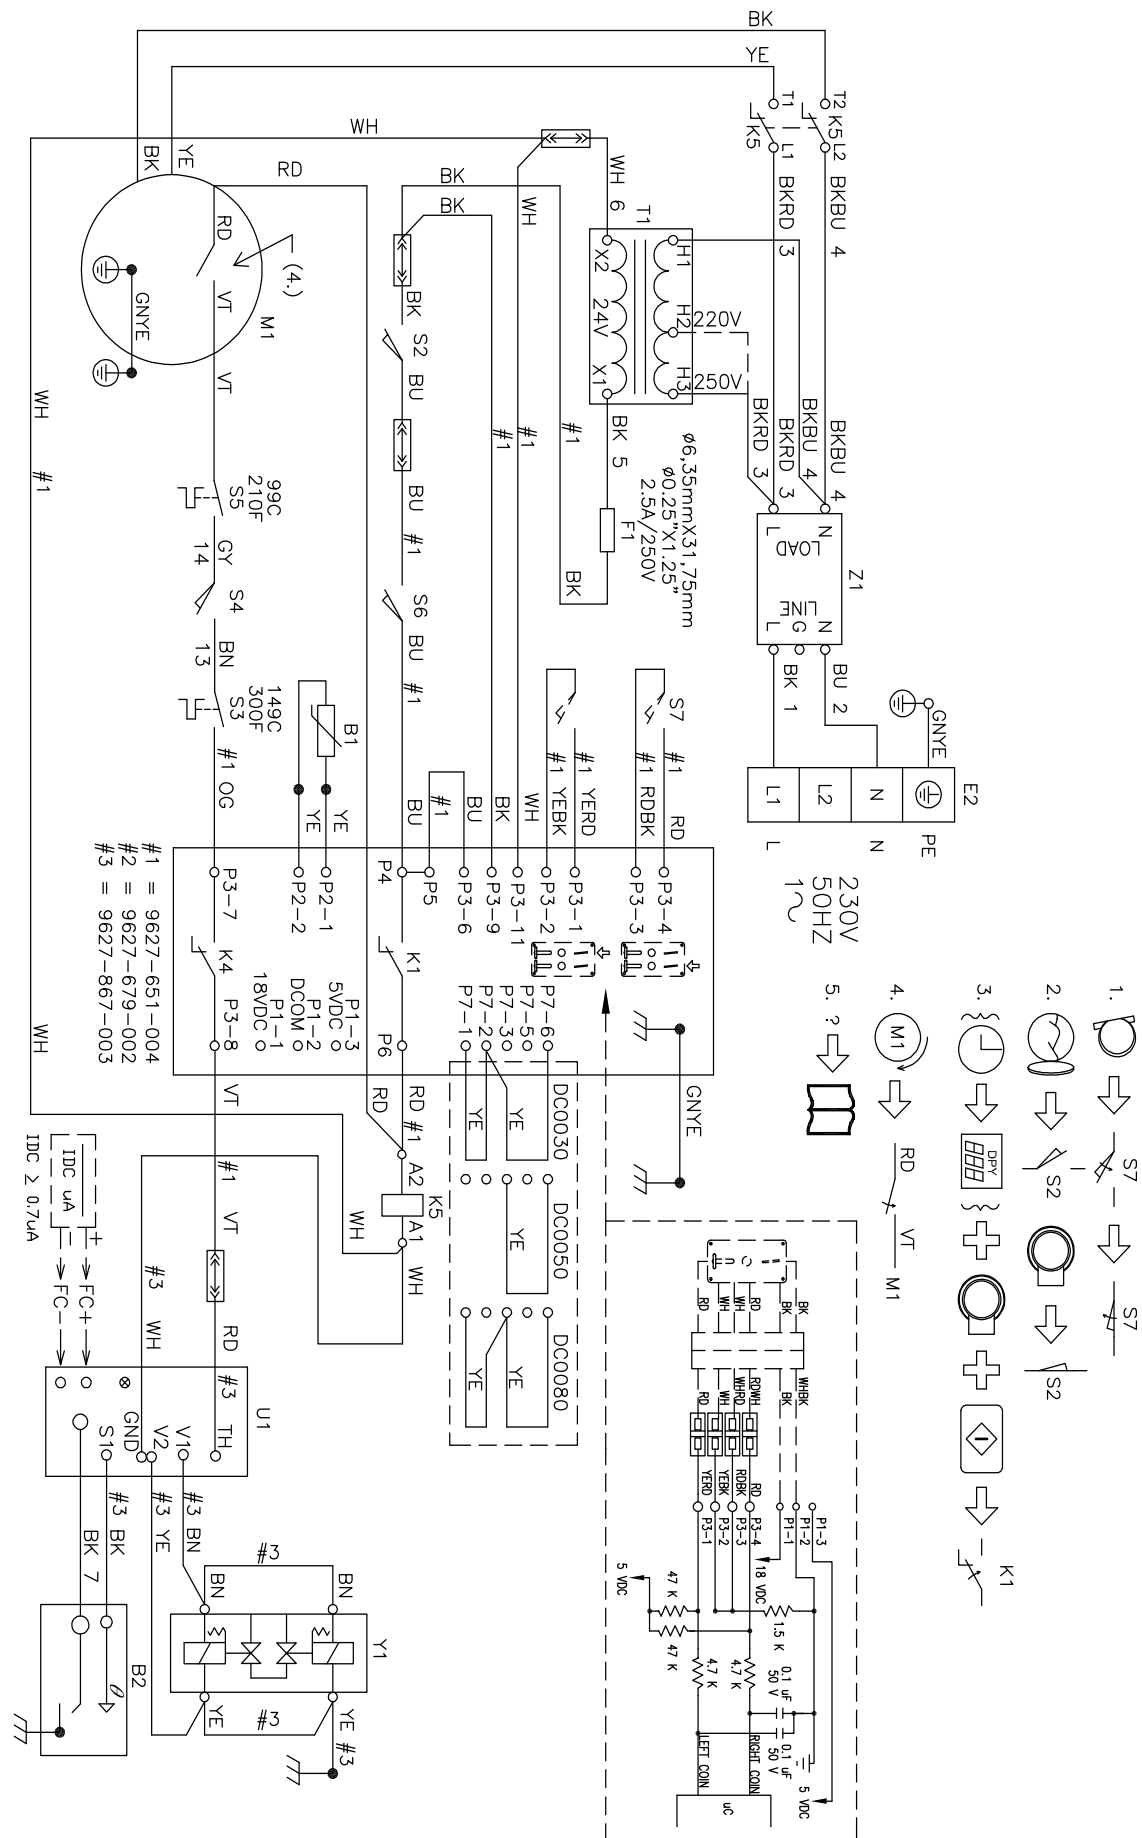 1.
S7
S7
2.
S2
S2
3.
DPY
888
K1
4.
M1
RD
VT
M1
5. ?
230V
50HZ
1
E2
PE
N
N
L2
L1
L
GNYE
BU 2
BK 1
Z1
N
G
L
LINE
LOAD
N
L
BKBU 4
BKBU 4
BKRD 3
BKRD 3
BKBU 4
BKRD 3
T2
K5
L2
T1
K5
L1
BK
YE
T1
H1
H2
H3
220V
250V
X2
24V
X1
WH 6
BK 5
F1
ø6,35mmX31,75mm
ø0.25"X1.25"
2.5A/250V
BK
#1
WH
WH
#1
BK
BK
#1
BK
S2
BU
BU
#1
S6
BU
#1
RD
YE
BK
RD
VT
(4.)
M1
GNYE
VT
S5
99C
210F
GY
14
S4
BN
13
S3
149C
300F
#1 OG
WH
#1
B1
YE
YE
S7
#1
RD
#1 RDBK
#1 YERD
#1 YEBK
WH
BK
BU
#1
BU
P3-4
P3-3
P3-1
P3-2
P3-11
P3-9
P3-6
P5
P4
P2-1
P2-2
P3-7
K1
K4
P7-6
P7-5
P7-3
P7-2
P7-1
P6
P1-3
5VDC
P1-2
DCOM
P1-1
18VDC
P3-8
#1 = 9627-651-004
#2 = 9627-679-002
#3 = 9627-867-003
GNYE
DC0030
YE
YE
DC0050
YE
DC0080
YE
YE
RD #1
RD
A2
K5
A1
WH
WH
WH
VT
#1
VT
RD
#3
#3
WH
IDC uA
IDC ≥ 0.7uA
+
-
FC+
FC-
U1
TH
V1
V2
GND
S1
#3 BN
#3 YE
#3 BK
BK 7
B2
Y1
BN
BN
#3
YE
#3
YE #3
BK
BK
RD
WH
WH
RD
WHBK
BK
RDWH
WHRD
WH
RD
RD
RDBK
YEBK
YERD
P1-3
P1-2
P1-1
P3-4
P3-3
P3-2
P3-1
18 VDC
5 VDC
47 K
47 K
1.5 K
4.7 K
4.7 K
0.1 uF
50 V
0.1 uF
50 V
5 VDC
RIGHT COIN
LEFT COIN
uC